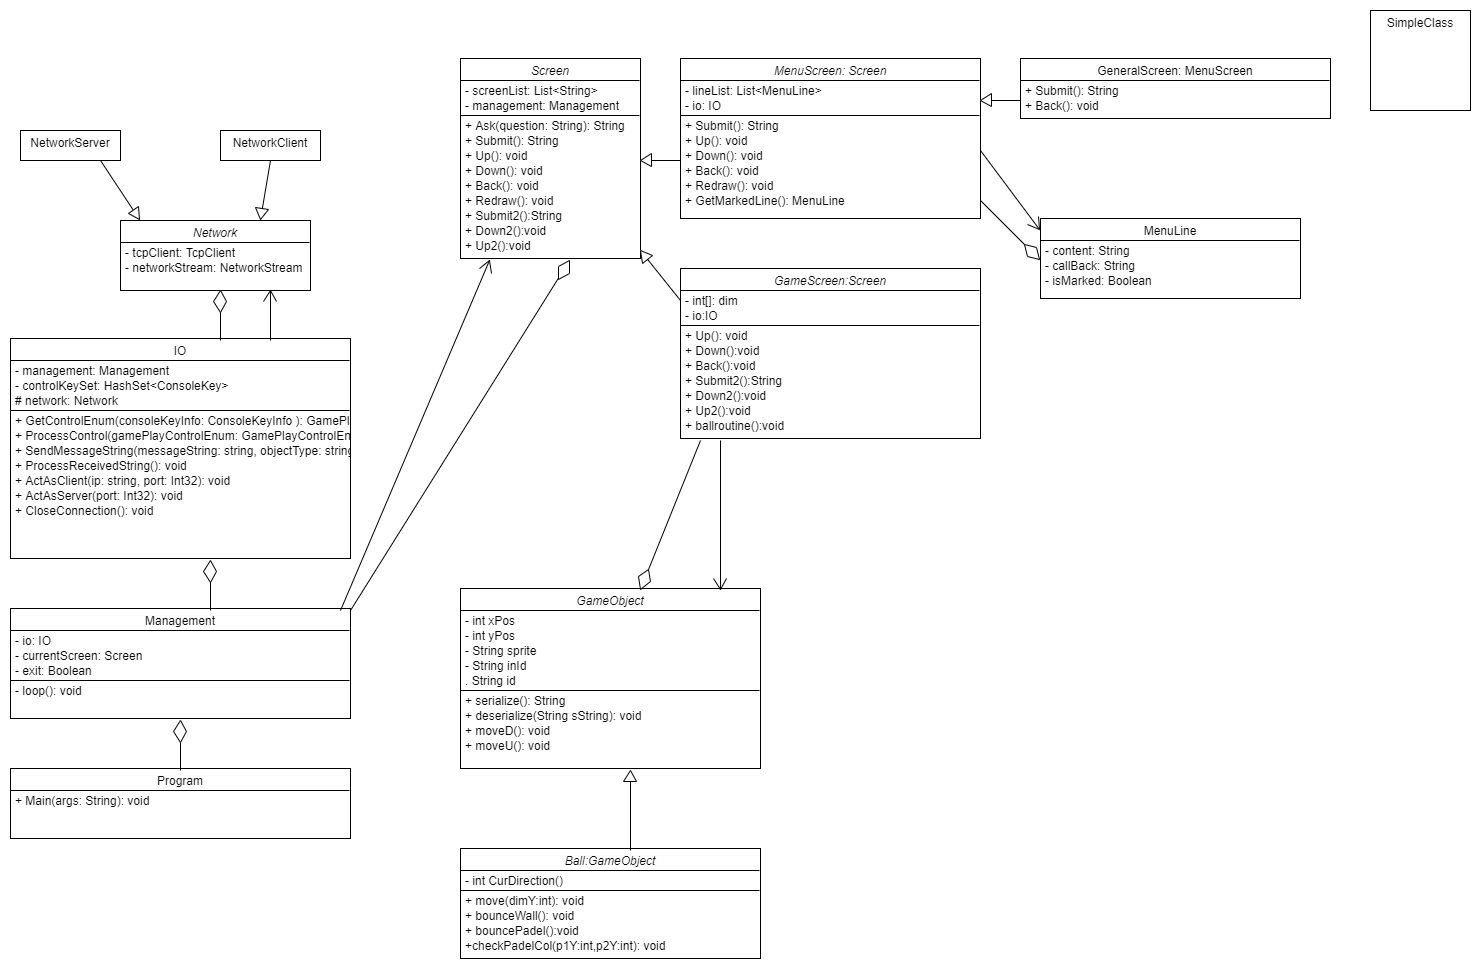 SimpleClass
Screen
- screenList: List<String>
- management: Management
+ Ask(question: String): String
+ Submit(): String
+ Up(): void
+ Down(): void
+ Back(): void
+ Redraw(): void
+ Submit2():String
+ Down2():void
+ Up2():void
MenuScreen: Screen
- lineList: List<MenuLine>
- io: IO
+ Submit(): String
+ Up(): void
+ Down(): void
+ Back(): void
+ Redraw(): void
+ GetMarkedLine(): MenuLine
GeneralScreen: MenuScreen
+ Submit(): String
+ Back(): void
NetworkServer
NetworkClient
Network
- tcpClient: TcpClient
- networkStream: NetworkStream
MenuLine
- content: String
- callBack: String
- isMarked: Boolean
GameScreen:Screen
- int[]: dim
- io:IO
+ Up(): void
+ Down():void
+ Back():void
+ Submit2():String
+ Down2():void
+ Up2():void
+ ballroutine():void
IO
- management: Management
- controlKeySet: HashSet<ConsoleKey>
# network: Network
+ GetControlEnum(consoleKeyInfo: ConsoleKeyInfo ): GamePl
+ ProcessControl(gamePlayControlEnum: GamePlayControlEn
+ SendMessageString(messageString: string, objectType: string
+ ProcessReceivedString(): void
+ ActAsClient(ip: string, port: Int32): void
+ ActAsServer(port: Int32): void
+ CloseConnection(): void
Management
- io: IO
- currentScreen: Screen
- exit: Boolean
- loop(): void
GameObject
- int xPos
- int yPos
- String sprite
- String inId
. String id
+ serialize(): String
+ deserialize(String sString): void
+ moveD(): void
+ moveU(): void
Program
+ Main(args: String): void
Ball:GameObject
- int CurDirection()
+ move(dimY:int): void
+ bounceWall(): void
+ bouncePadel():void
+checkPadelCol(p1Y:int,p2Y:int): void